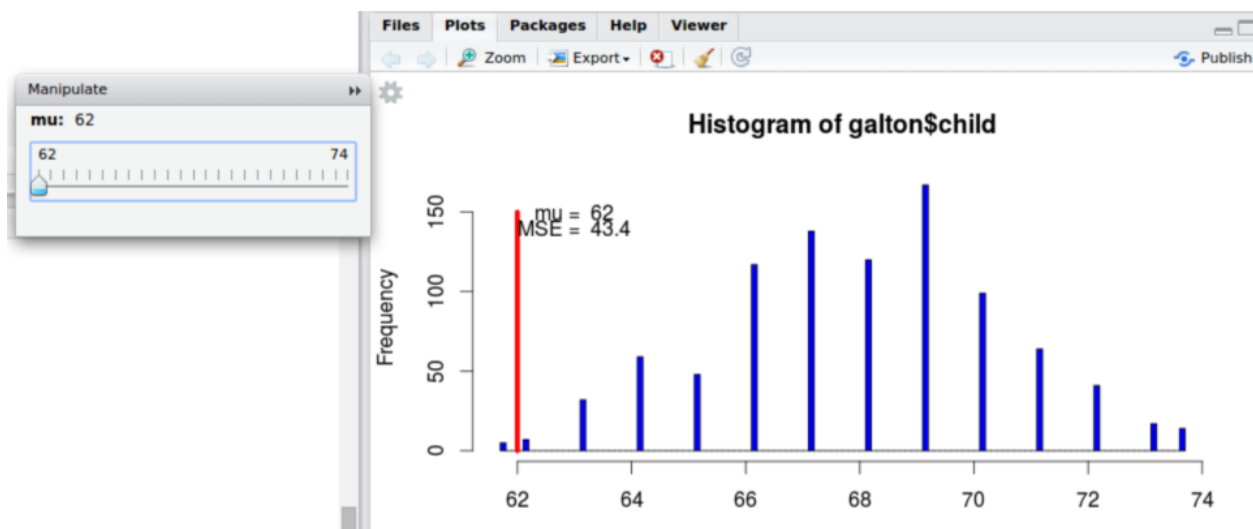 Files Plots Packages Help Viewer
Zoom Export Publish
Manipulate
mu: 62
62 74
Histogram of galton$child
mu = 62
MSE = 43.4
Frequency
150
100
50
0
62 64 66 68 70 72 74